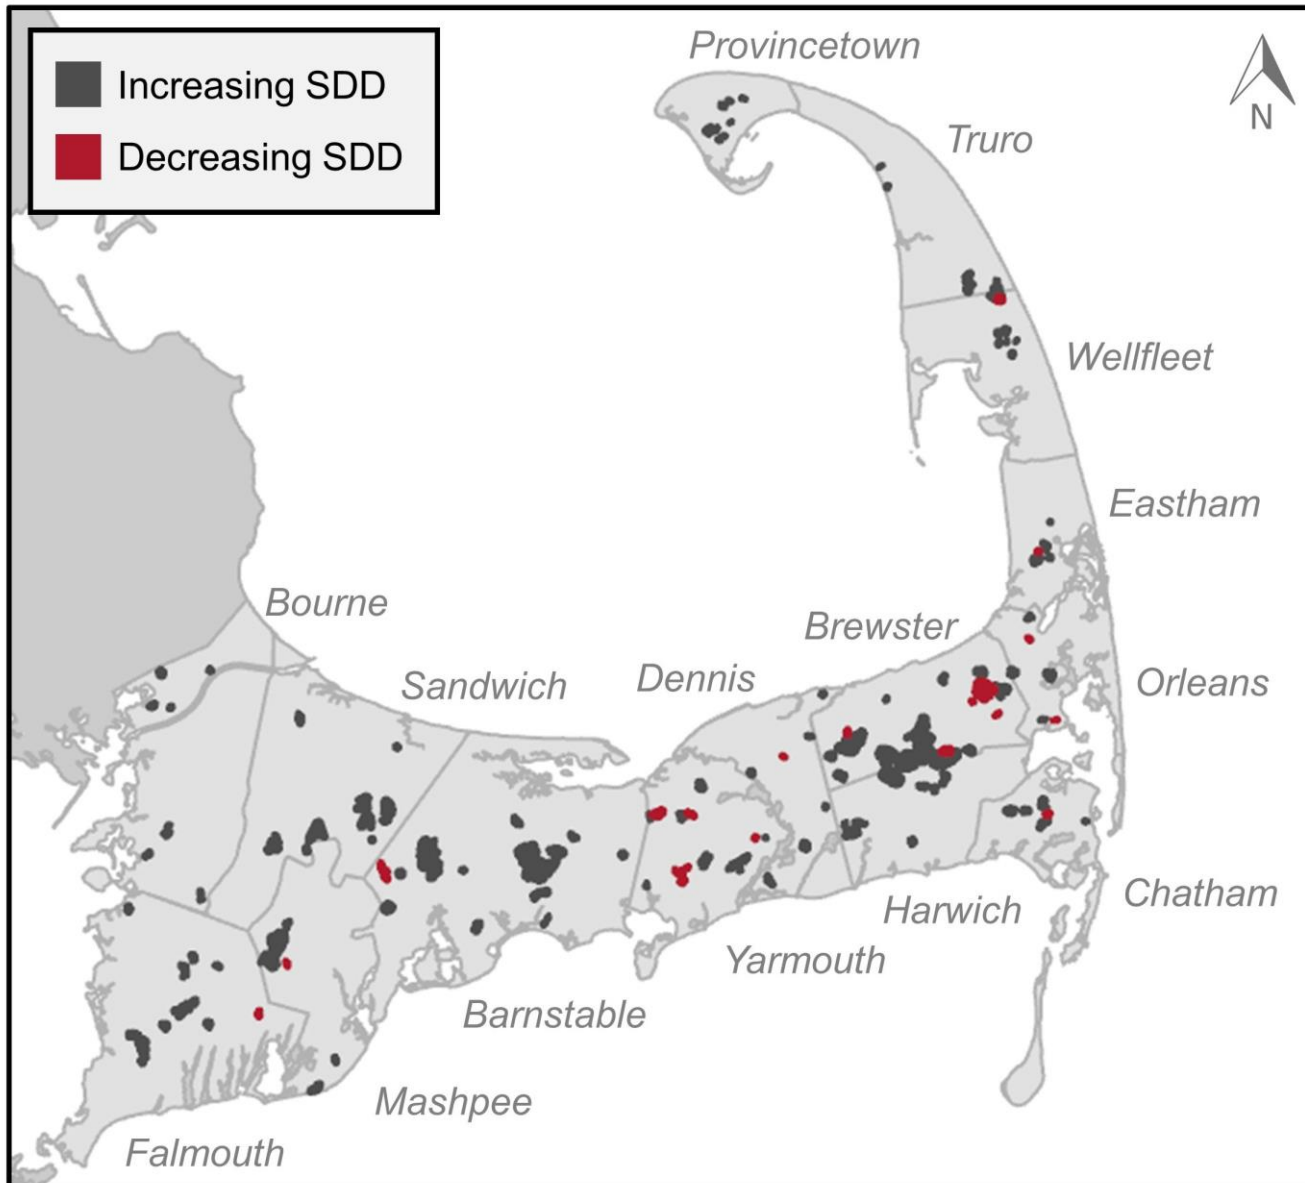 Increasing SDD
Decreasing SDD
Provincetown
N
Truro
Wellfleet
Eastham
Bourne
Brewster
Sandwich
Dennis
Orleans
Chatham
Harwich
Yarmouth
Barnstable
Mashpee
Falmouth